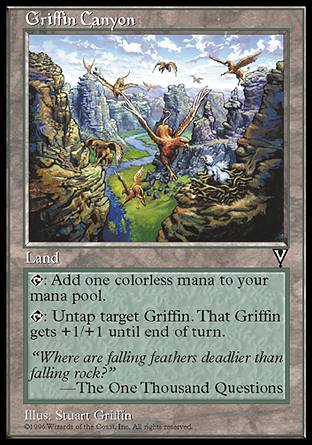 Griffin Canyon
Land
: Add one colorless mana to your
mana pool.
: Untap target Griffin. That Griffin
gets +1/+1 until end of turn.
“Where are falling feathers deadlier than
falling rock?”
—The One Thousand Questions
Illus. Stuart Griffin
©1996 Wizards of the Coast, Inc. All rights reserved.